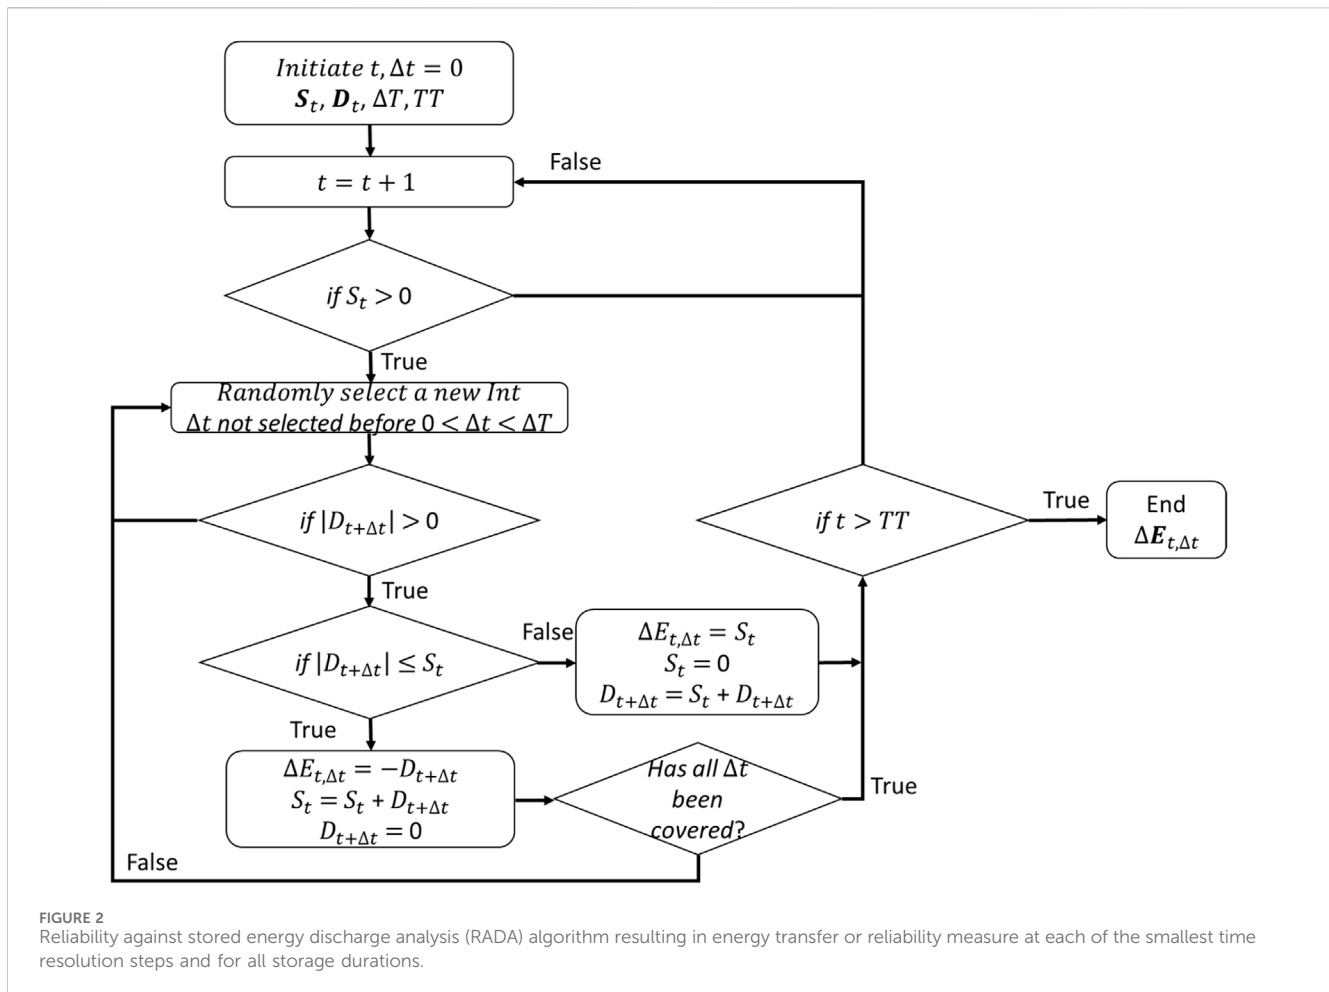 Initiate t, Δt = 0
S_t, D_t, ΔT, TT
False
t = t + 1
if S_t > 0
True
Randomly select a new Int
Δt not selected before 0 < Δt < ΔT
if |D_{t+Δt}| > 0
if t > TT
True
End
ΔE_{t,Δt}
True
if |D_{t+Δt}| ≤ S_t
False
ΔE_{t,Δt} = S_t
S_t = 0
D_{t+Δt} = S_t + D_{t+Δt}
True
ΔE_{t,Δt} = −D_{t+Δt}
S_t = S_t + D_{t+Δt}
D_{t+Δt} = 0
Has all Δt
been
covered?
True
False
FIGURE 2
Reliability against stored energy discharge analysis (RADA) algorithm resulting in energy transfer or reliability measure at each of the smallest time
resolution steps and for all storage durations.